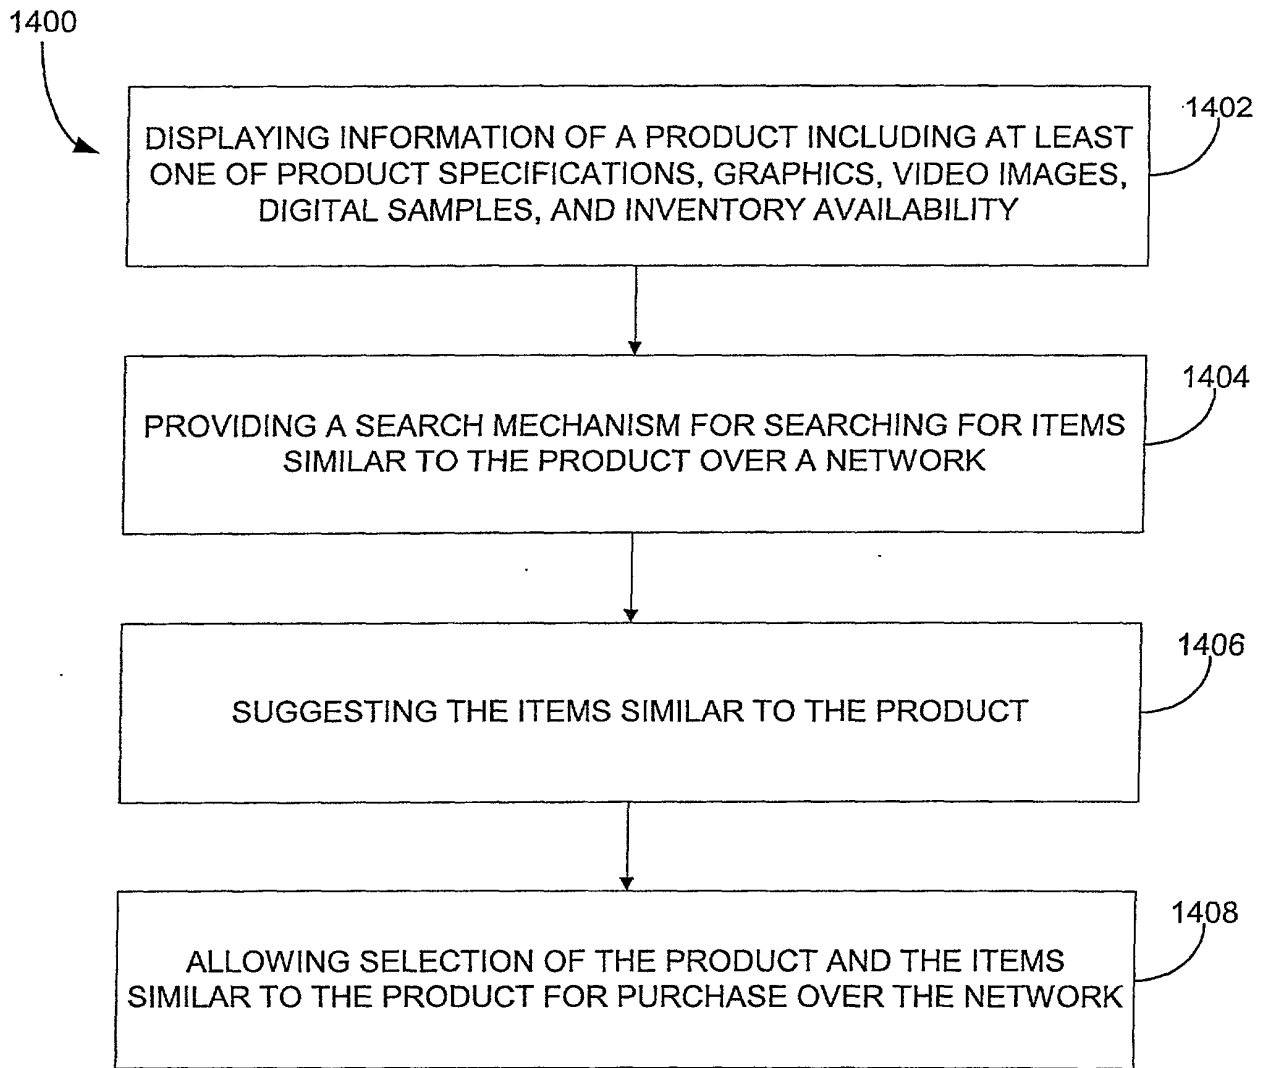 1400
1402
DISPLAYING INFORMATION OF A PRODUCT INCLUDING AT LEAST
ONE OF PRODUCT SPECIFICATIONS, GRAPHICS, VIDEO IMAGES,
DIGITAL SAMPLES, AND INVENTORY AVAILABILITY
1404
PROVIDING A SEARCH MECHANISM FOR SEARCHING FOR ITEMS
SIMILAR TO THE PRODUCT OVER A NETWORK
1406
SUGGESTING THE ITEMS SIMILAR TO THE PRODUCT
1408
ALLOWING SELECTION OF THE PRODUCT AND THE ITEMS
SIMILAR TO THE PRODUCT FOR PURCHASE OVER THE NETWORK